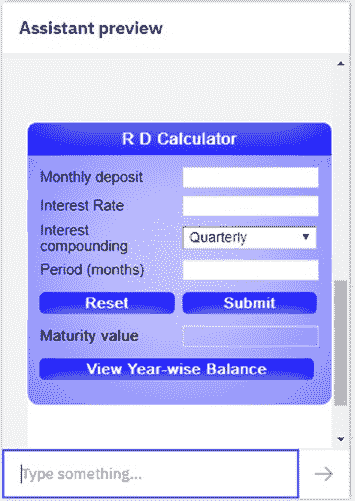 Assistant preview
R D Calculator
Monthly deposit
Interest Rate
Interest
compounding
Quarterly
Period (months)
Reset
Submit
Maturity value
View Year-wise Balance
Type something...